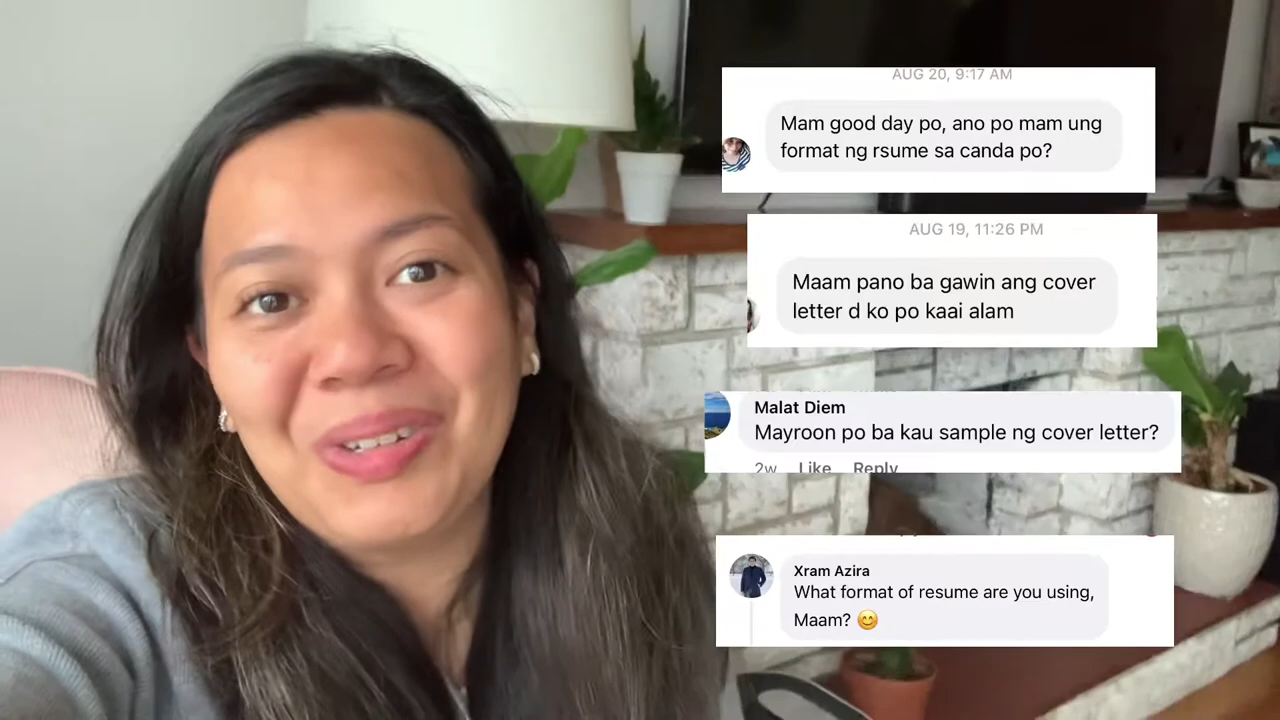 AUG 20, 9:17 AM
Mam good day po, ano po mam ung
format ng rsume sa canda po?
AUG 19, 11:26 PM
Maam pano ba gawin ang cover
letter d ko po kaai alam
Malat Diem
Mayroon po ba kau sample ng cover letter?
2w Like Reply
Xram Azira
What format of resume are you using,
Maam? 😊